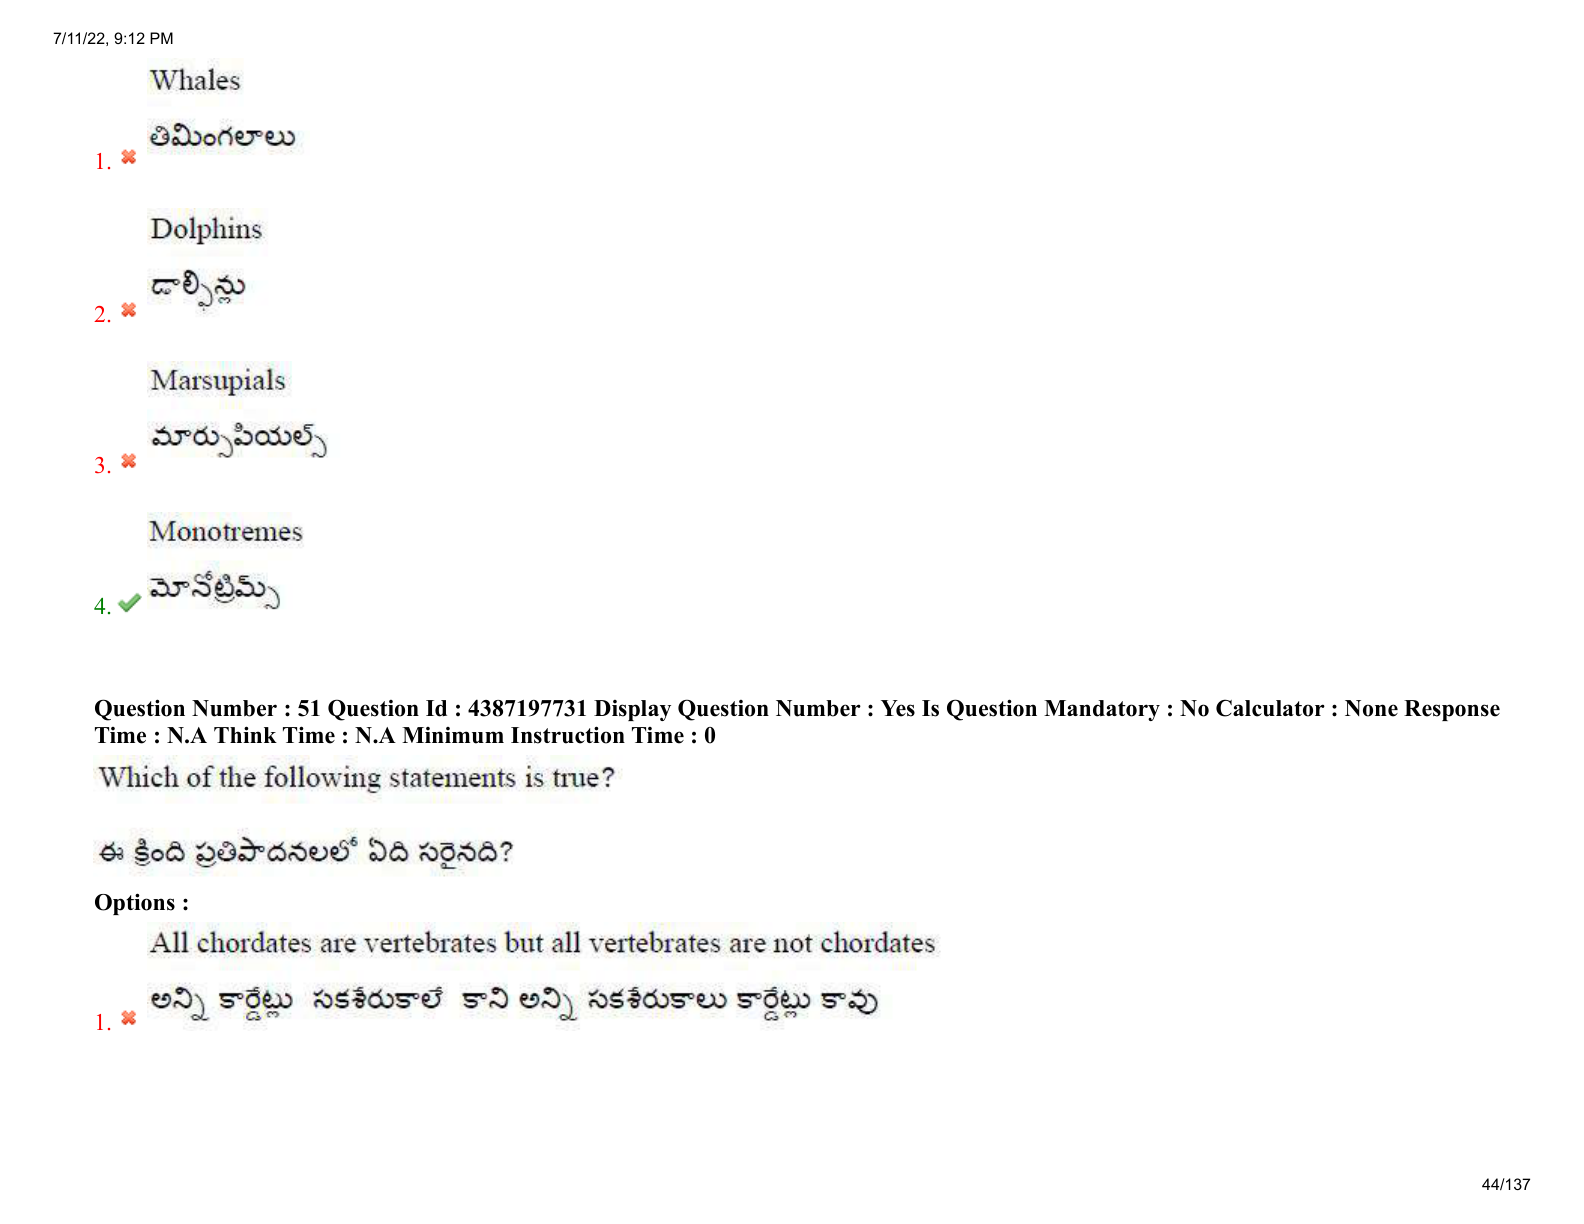 7/11/22, 9:12 PM
Whales
తిమింగలాలు
1.
Dolphins
డాల్ఫిన్లు
2.
Marsupials
మార్సుపియల్స్
3.
Monotremes
మోనోట్రిమ్స్
4.
Question Number : 51 Question Id : 4387197731 Display Question Number : Yes Is Question Mandatory : No Calculator : None Response
Time : N.A Think Time : N.A Minimum Instruction Time : 0
Which of the following statements is true?
ఈ క్రింది ప్రతిపాదనలలో ఏది సరైనది?
Options :
All chordates are vertebrates but all vertebrates are not chordates
అన్ని కార్డేట్లు సకశేరుకాలే కాని అన్ని సకశేరుకాలు కార్డేట్లు కావు
1.
44/137